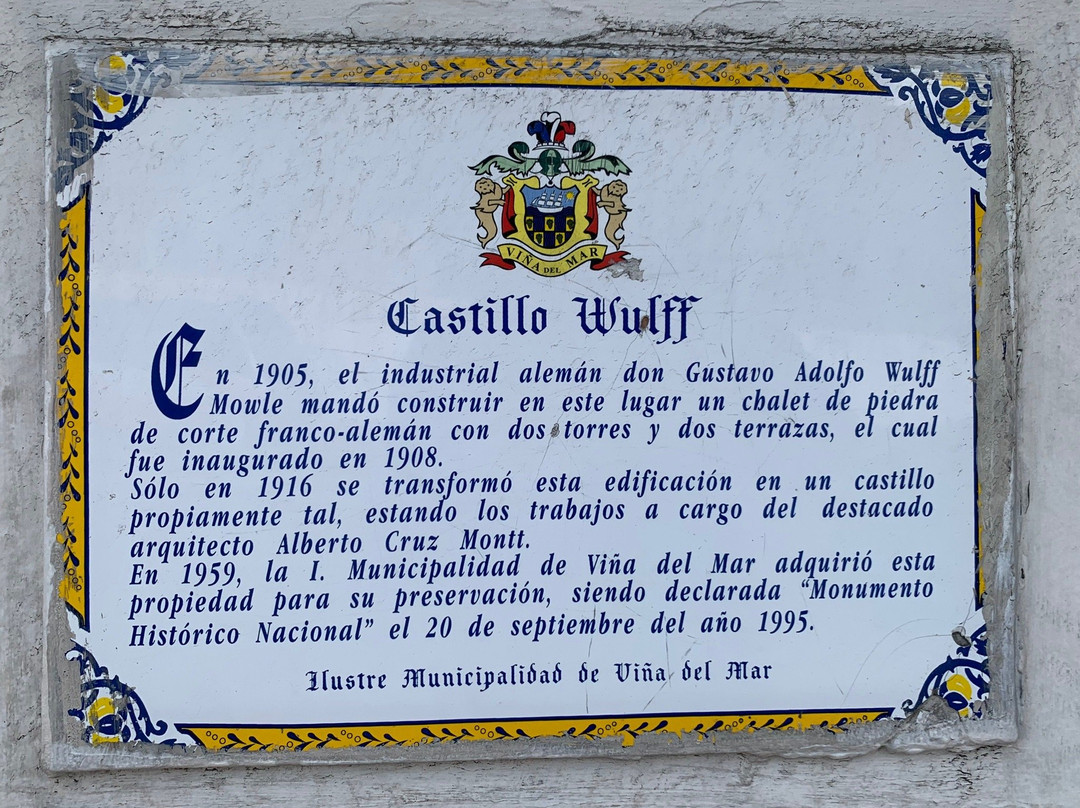 VIÑA DEL MAR
Castillo Wulff
En 1905, el industrial alemán don Gustavo Adolfo Wulff
Mowle mandó construir en este lugar un chalet de piedra
de corte franco-alemán con dos torres y dos terrazas, el cual
fue inaugurado en 1908.
Sólo en 1916 se transformó esta edificación en un castillo
propiamente tal, estando los trabajos a cargo del destacado
arquitecto Alberto Cruz Montt.
En 1959, la I. Municipalidad de Viña del Mar adquirió esta
propiedad para su preservación, siendo declarada “Monumento
Histórico Nacional” el 20 de septiembre del año 1995.
Ilustre Municipalidad de Viña del Mar